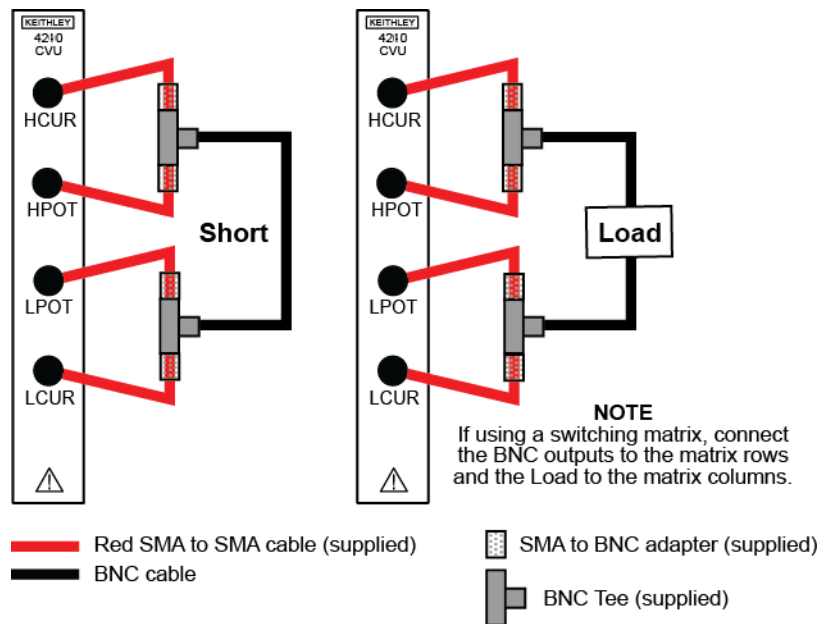 KEITHLEY
4210
CVU
HCUR
HPOT
Short
LPOT
LCUR
KEITHLEY
4210
CVU
HCUR
HPOT
Load
LPOT
LCUR
NOTE
If using a switching matrix, connect
the BNC outputs to the matrix rows
and the Load to the matrix columns.
Red SMA to SMA cable (supplied)
BNC cable
SMA to BNC adapter (supplied)
BNC Tee (supplied)